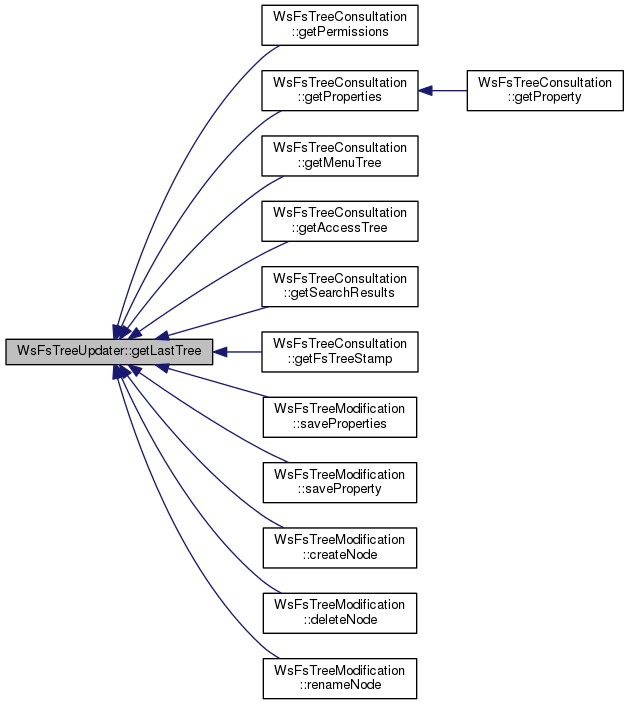 WsFsTreeConsultation
::getPermissions
WsFsTreeConsultation
::getProperties
WsFsTreeConsultation
::getProperty
WsFsTreeConsultation
::getMenuTree
WsFsTreeConsultation
::getAccessTree
WsFsTreeConsultation
::getSearchResults
WsFsTreeUpdater::getLastTree
WsFsTreeConsultation
::getFsTreeStamp
WsFsTreeModification
::saveProperties
WsFsTreeModification
::saveProperty
WsFsTreeModification
::createNode
WsFsTreeModification
::deleteNode
WsFsTreeModification
::renameNode